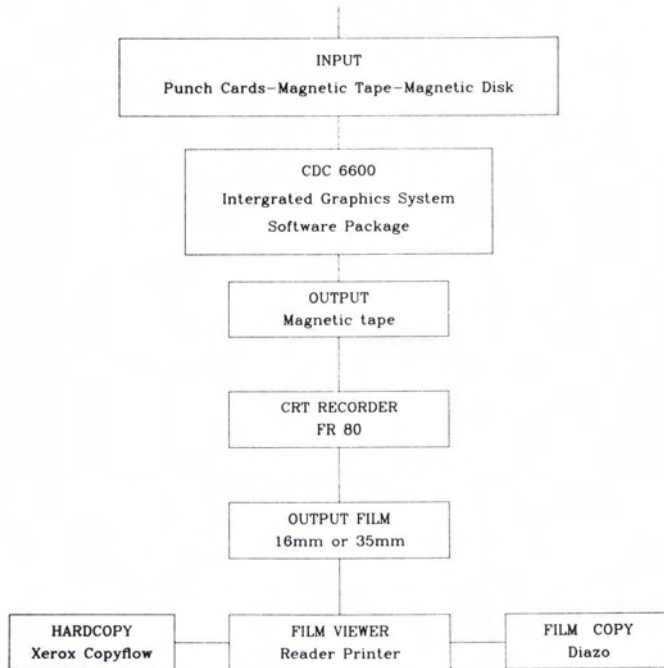 INPUT
Punch Cards-Magnetic Tape-Magnetic Disk
CDC 6600
Intergrated Graphics System
Software Package
OUTPUT
Magnetic tape
CRT RECORDER
FR 80
OUTPUT FILM
16mm or 35mm
HARDCOPY
Xerox Copyflow
FILM VIEWER
Reader Printer
FILM COPY
Diazo